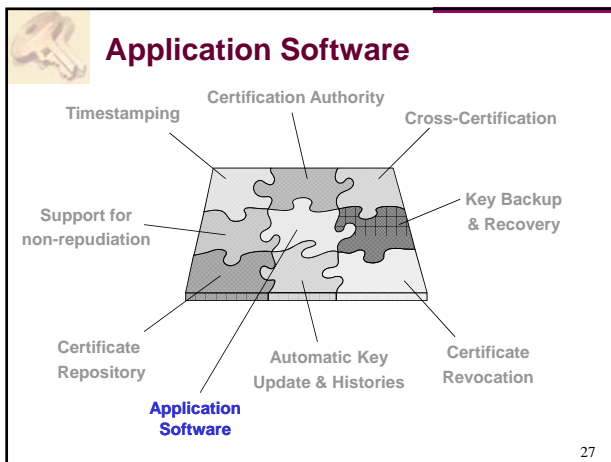 Application Software
Certification Authority
Timestamping
Cross-Certification
Key Backup
& Recovery
Support for
non-repudiation
Certificate
Repository
Automatic Key
Update & Histories
Certificate
Revocation
Application
Software
27